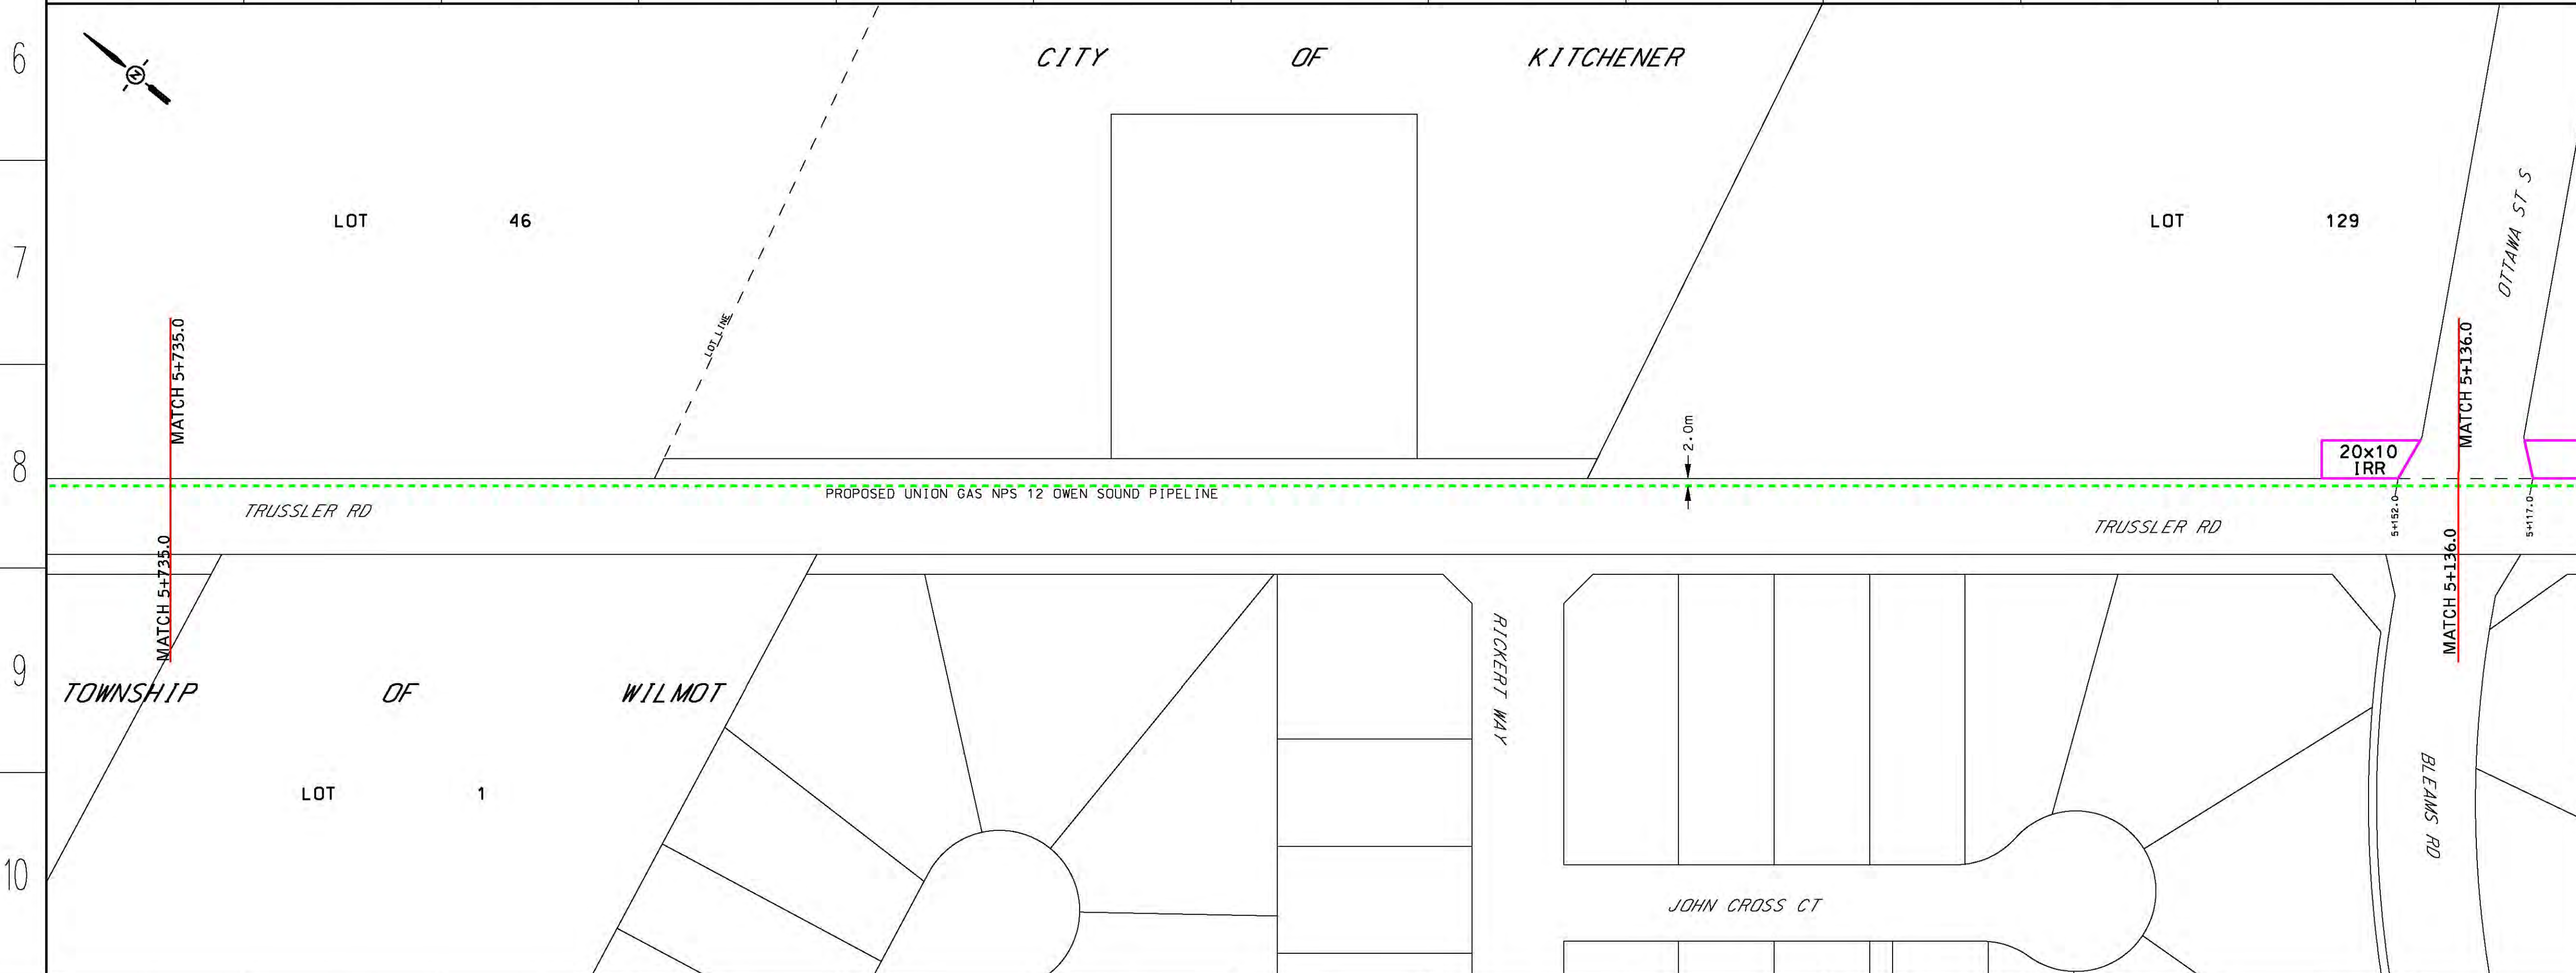 6
N
CITY OF KITCHENER
LOT 46
LOT 129
OTTAWA ST S
7
LOT LINE
MATCH 5+735.0
MATCH 5+136.0
2.0m
8
20x10
IRR
PROPOSED UNION GAS NPS 12 OWEN SOUND PIPELINE
TRUSSLER RD
TRUSSLER RD
5+152.0
5+117.0
MATCH 5+735.0
MATCH 5+136.0
9
TOWNSHIP OF WILMOT
RICKERT WAY
LOT 1
BLEAMS RD
10
JOHN CROSS CT